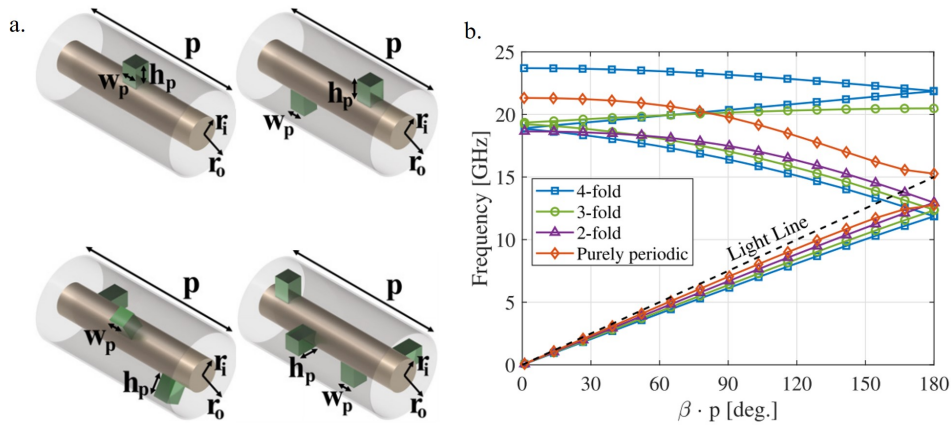 a.
p
w_p
h_p
r_i
r_o
p
h_p
w_p
r_i
r_o
p
w_p
h_p
r_i
r_o
p
h_p
w_p
r_i
r_o
b.
Frequency [GHz]
25
20
15
10
5
0
4-fold
3-fold
2-fold
Purely periodic
Light Line
0 30 60 90 120 150 180
β · p [deg.]